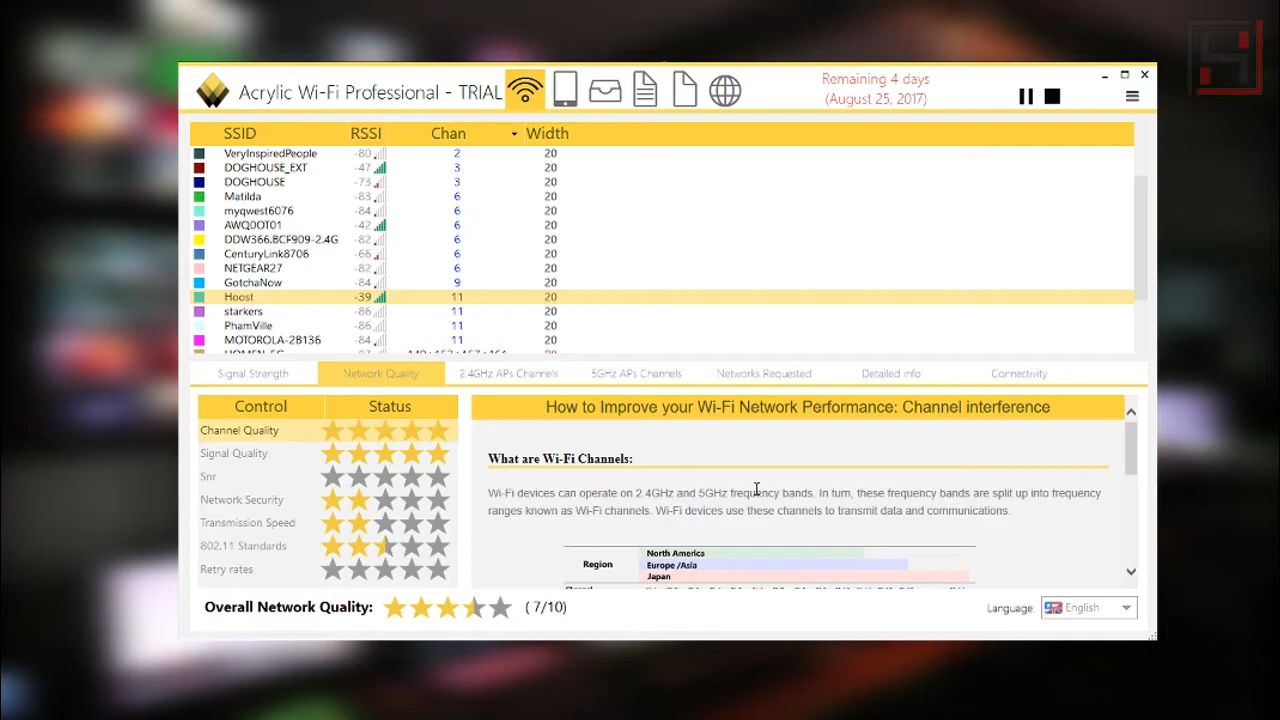 Acrylic Wi-Fi Professional - TRIAL
Remaining 4 days
(August 25, 2017)
SSID RSSI Chan Width
VeryInspiredPeople -80 2 20
DOGHOUSE_EXT -47 3 20
DOGHOUSE -73 3 20
Matilda -83 6 20
myqwest6076 -84 6 20
AWQ0OT01 -42 6 20
DDW366.BCF909-2.4G -82 6 20
CenturyLink8706 -66 6 20
NETGEAR27 -82 6 20
GotchaNow -84 9 20
Hoost -39 11 20
starkers -86 11 20
PhamVille -86 11 20
MOTOROLA-2B136 -84 11 20
Signal Strength Network Quality 2.4GHz APs Channels 5GHz APs Channels Networks Requested Detailed info Connectivity
Control Status
Channel Quality
Signal Quality
Snr
Network Security
Transmission Speed
802.11 Standards
Retry rates
How to Improve your Wi-Fi Network Performance: Channel interference
What are Wi-Fi Channels:
Wi-Fi devices can operate on 2.4GHz and 5GHz frequency bands. In turn, these frequency bands are split up into frequency
ranges known as Wi-Fi channels. Wi-Fi devices use these channels to transmit data and communications.
Region
North America
Europe /Asia
Japan
Overall Network Quality: ( 7/10)
Language: English